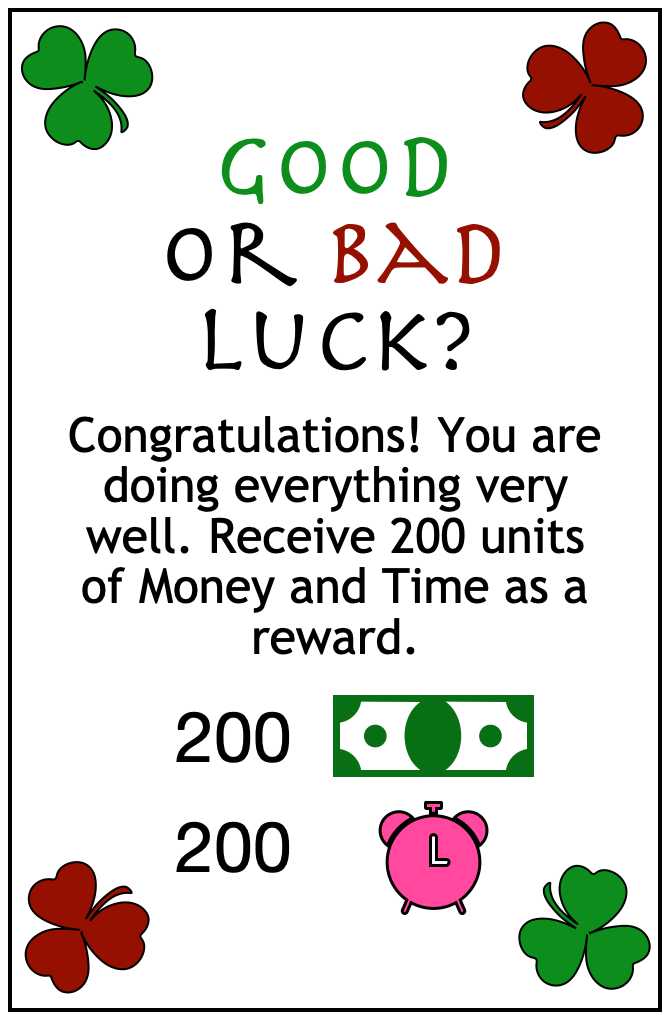 GOOD
OR BAD
LUCK?
Congratulations! You are
doing everything very
well. Receive 200 units
of Money and Time as a
reward.
200
200